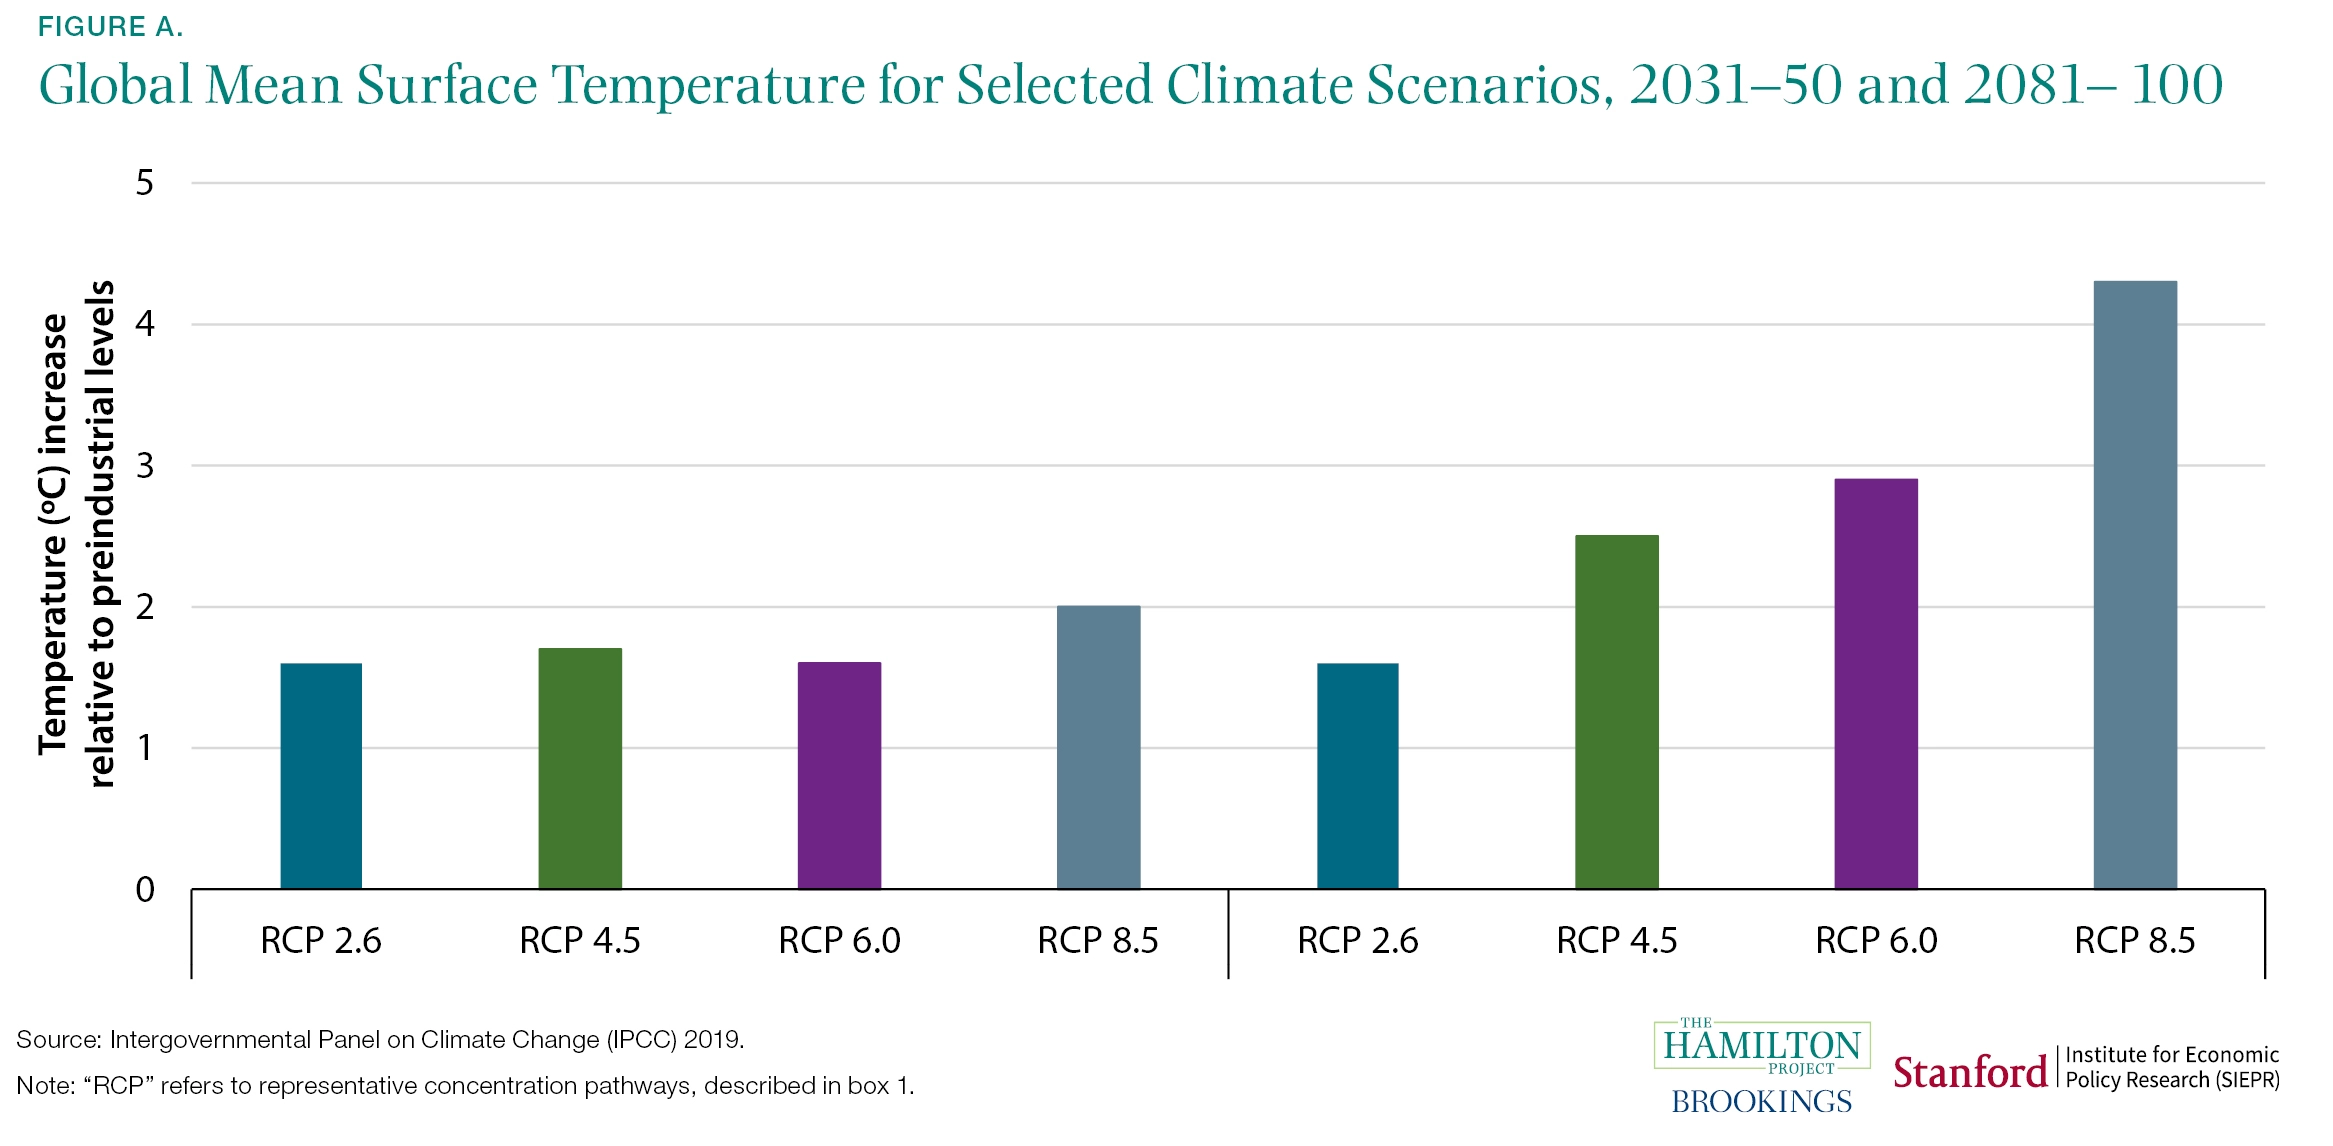 FIGURE A.
Global Mean Surface Temperature for Selected Climate Scenarios, 2031–50 and 2081– 100
Temperature (ºC) increase
relative to preindustrial levels
5
4
3
2
1
0
RCP 2.6 RCP 4.5 RCP 6.0 RCP 8.5 RCP 2.6 RCP 4.5 RCP 6.0 RCP 8.5
Source: Intergovernmental Panel on Climate Change (IPCC) 2019.
Note: “RCP” refers to representative concentration pathways, described in box 1.
THE
HAMILTON
PROJECT
BROOKINGS
Stanford
Institute for Economic
Policy Research (SIEPR)